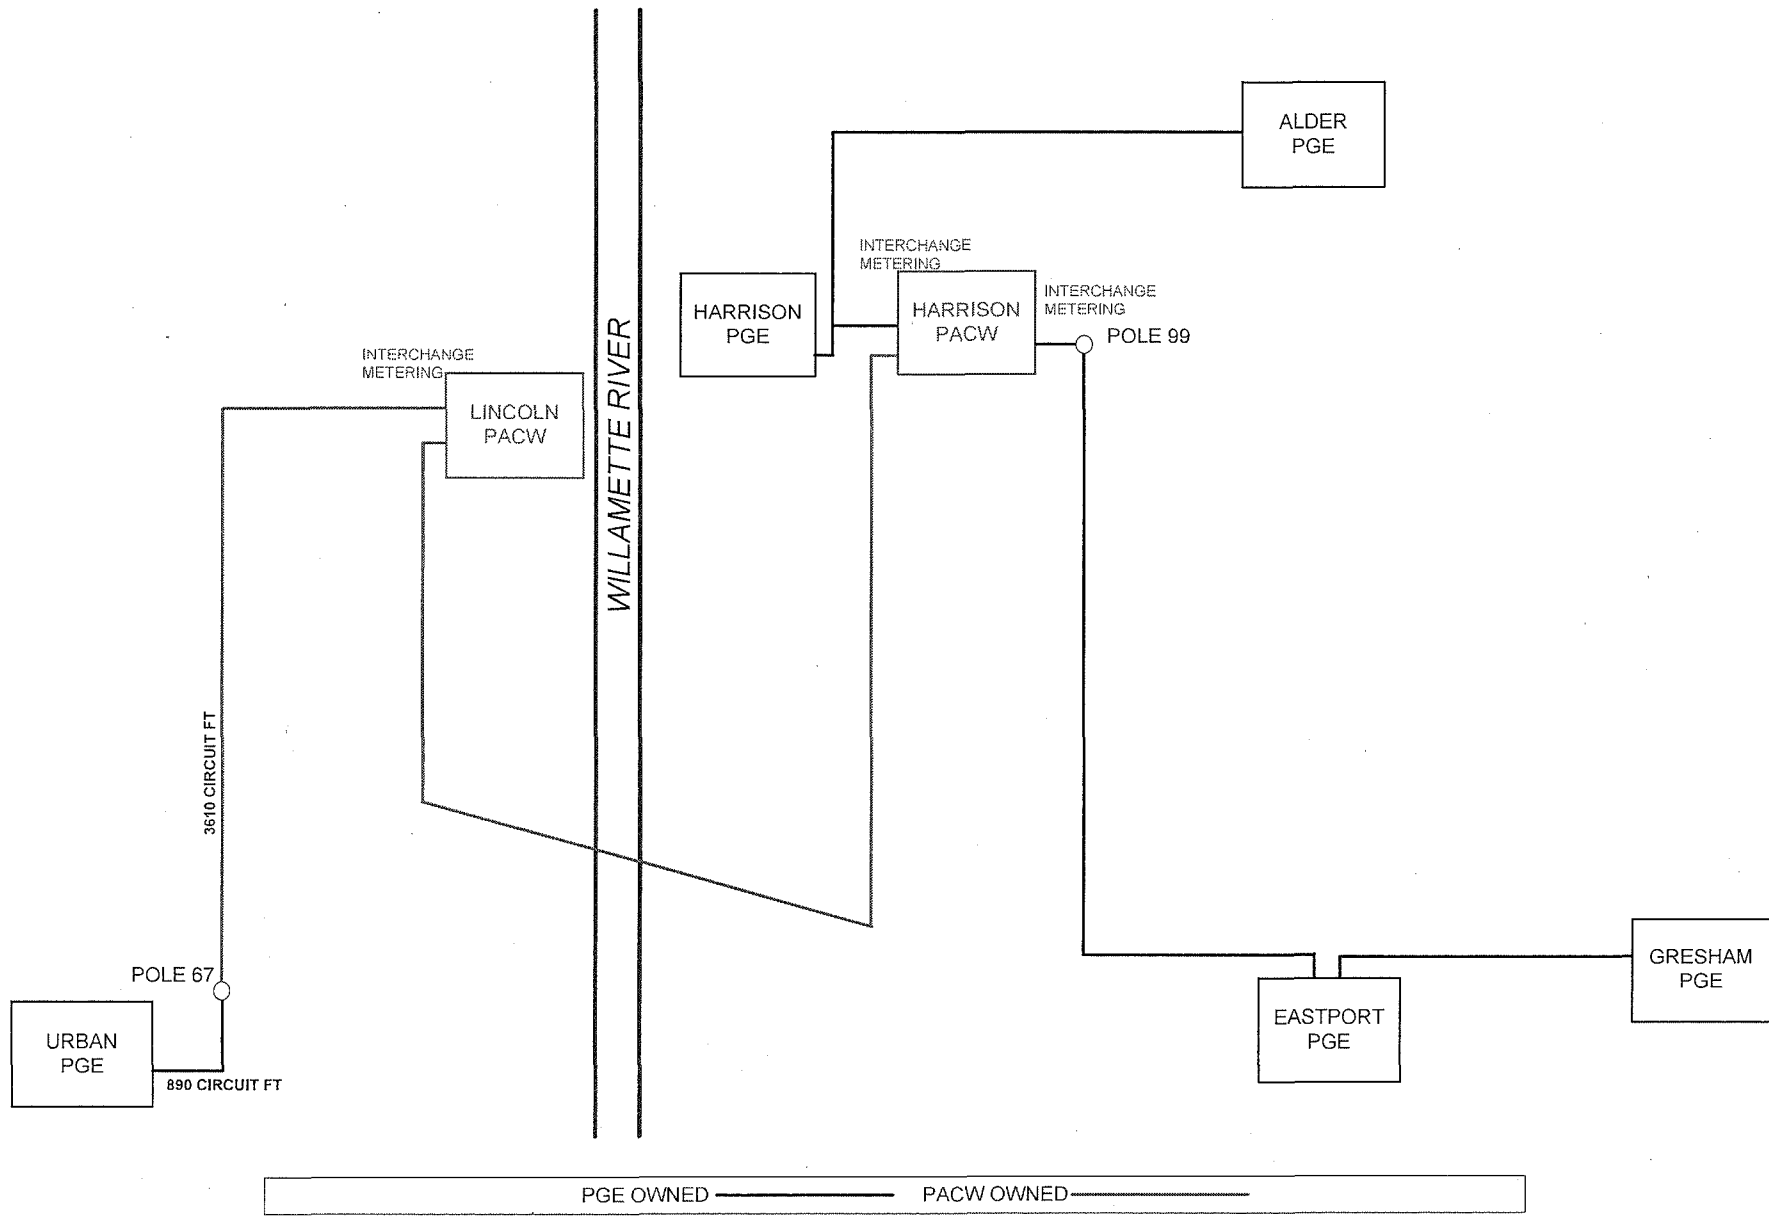 ALDER
PGE
INTERCHANGE
METERING
HARRISON
PGE
HARRISON
PACW
INTERCHANGE
METERING
POLE 99
INTERCHANGE
METERING
LINCOLN
PACW
WILLAMETTE RIVER
3610 CIRCUIT FT
POLE 67
URBAN
PGE
890 CIRCUIT FT
EASTPORT
PGE
GRESHAM
PGE
PGE OWNED
PACW OWNED